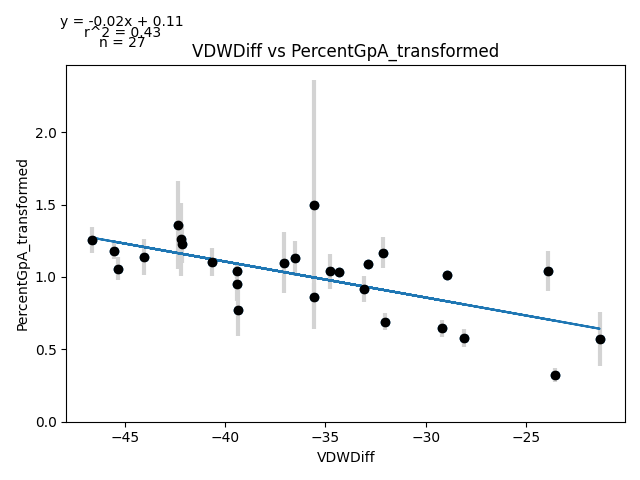 y = -0.02x + 0.11
r^2 = 0.43
n = 27
VDWDiff vs PercentGpA_transformed
PercentGpA_transformed
2.0
1.5
1.0
0.5
0.0
−45
−40
−35
−30
−25
VDWDiff